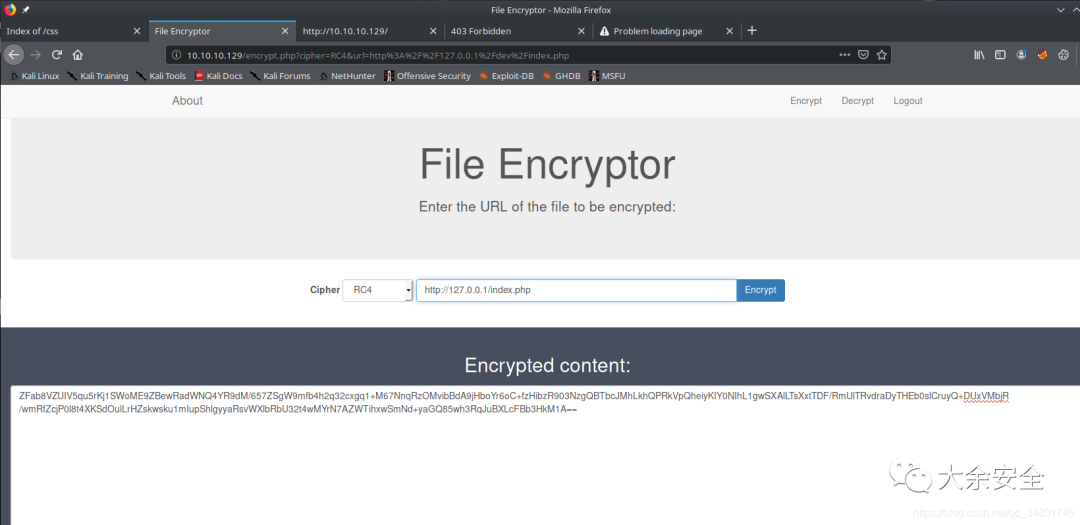 File Encryptor - Mozilla Firefox
Index of /css
File Encryptor
http://10.10.10.129/
403 Forbidden
Problem loading page
10.10.10.129/encrypt.php?cipher=RC4&url=http%3A%2F%2F127.0.0.1%2Fdev%2Findex.php
Kali Linux Kali Training Kali Tools Kali Docs Kali Forums NetHunter Offensive Security Exploit-DB GHDB MSFU
About Encrypt Decrypt Logout
File Encryptor
Enter the URL of the file to be encrypted:
Cipher RC4 http://127.0.0.1/index.php Encrypt
Encrypted content:
ZFab8VZUIV5qu5rKj1SWoME9ZBewRadWNQ4YR9dM/657ZSgW9mfb4h2q32cxgq1+M67NnqRzOMvibBdA9jHboYr6oC+fzHibzR903NzgQBTbcJMhLkhQPRkVpQheiyKIY0NlhL1gwSXAlLTsXxtTDF/RmUlTRvdraDyTHEb0slCruyQ+DUxVMbjR
/wmRfZcjP0l8t4XKSdOulLrHZskwsku1mIupShlgyyaRsvWXlbRbU32t4wMYrN7AZWTihxwSmNd+yaGQ85wh3RqJuBXLcFBb3HkM1A==
大余安全
https://blog.csdn.net/qq_34801745